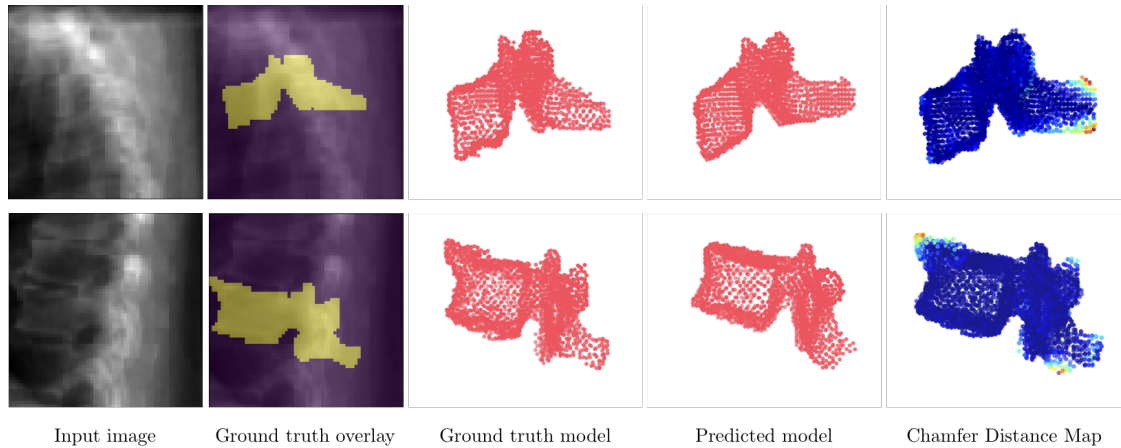 Input image
Ground truth overlay
Ground truth model
Predicted model
Chamfer Distance Map